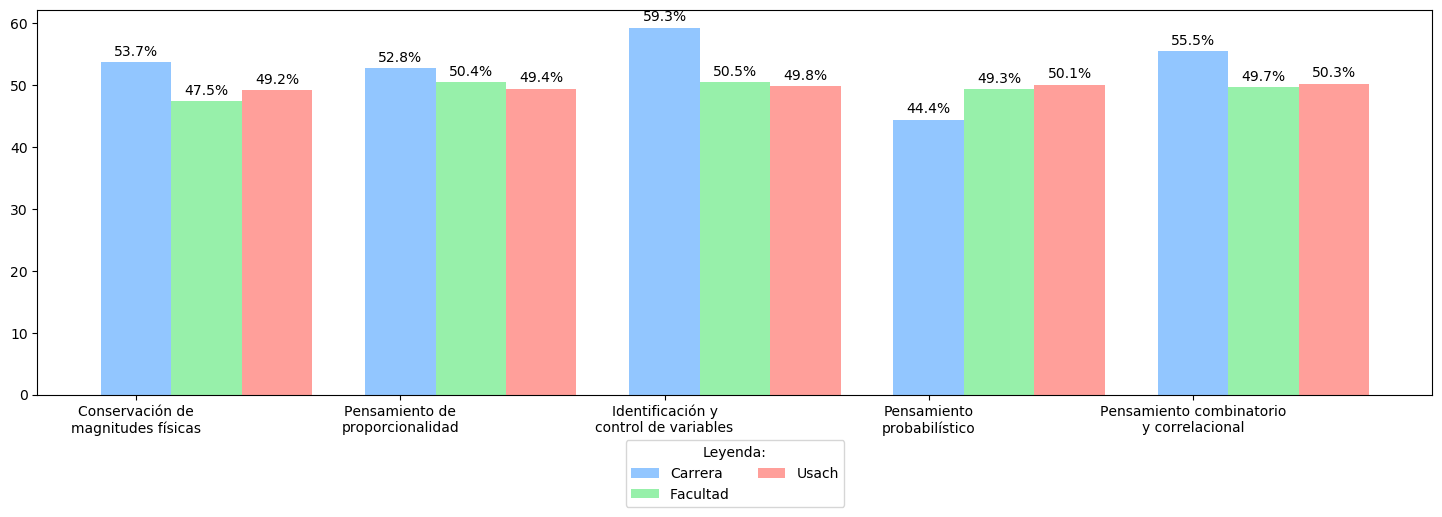 60
50
40
30
20
10
0
53.7%
47.5%
49.2%
52.8%
50.4%
49.4%
59.3%
50.5%
49.8%
44.4%
49.3%
50.1%
55.5%
49.7%
50.3%
Conservación de
magnitudes físicas
Pensamiento de
proporcionalidad
Identificación y
control de variables
Pensamiento
probabilístico
Pensamiento combinatorio
y correlacional
Leyenda:
Carrera
Facultad
Usach